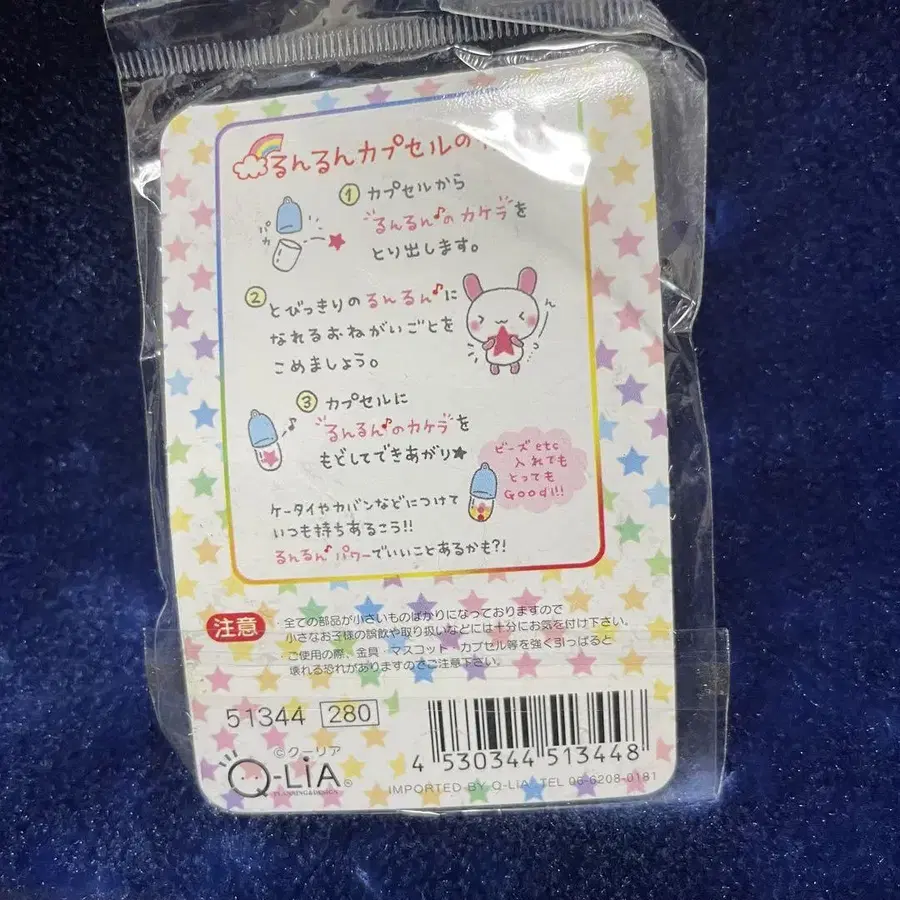 るんるんカプセルの
① カプセルから
るんるん♪のカケラを
とり出します。
パカ
② とびっきりのるんるん♪に
なれるおねがいごとを
こめましょう。
ん
③ カプセルに
るんるん♪のカケラを
もどしてできあがり★
ビーズ etc
入れても
とっても
Good!!
ケータイやカバンなどにつけて
いつも持ちあるこう!!
るんるん♪パワーでいいことあるかも?!
注意
・全ての部品が小さいものばかりになっておりますので
小さなお子様の誤飲や取り扱いなどには十分にお気を付け下さい。
・ご使用の際、金具・マスコット・カプセル等を強く引っぱると
壊れる恐れがありますのでご注意下さい。
51344 280
©クーリア
Q-LiA®
PLANNING&DESIGN
4 530344 513448
IMPORTED BY Q-LIA TEL 06-6208-0181